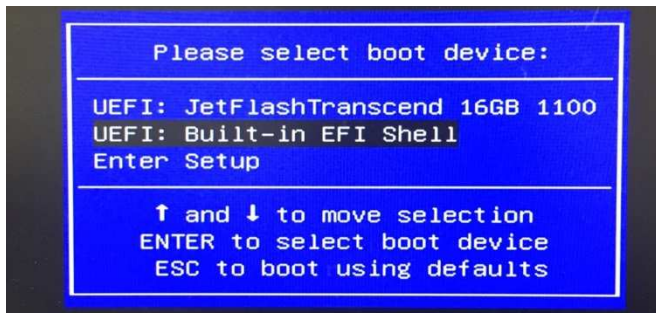 Please select boot device:
UEFI: JetFlashTranscend 16GB 1100
UEFI: Built-in EFI Shell
Enter Setup
↑ and ↓ to move selection
ENTER to select boot device
ESC to boot using defaults